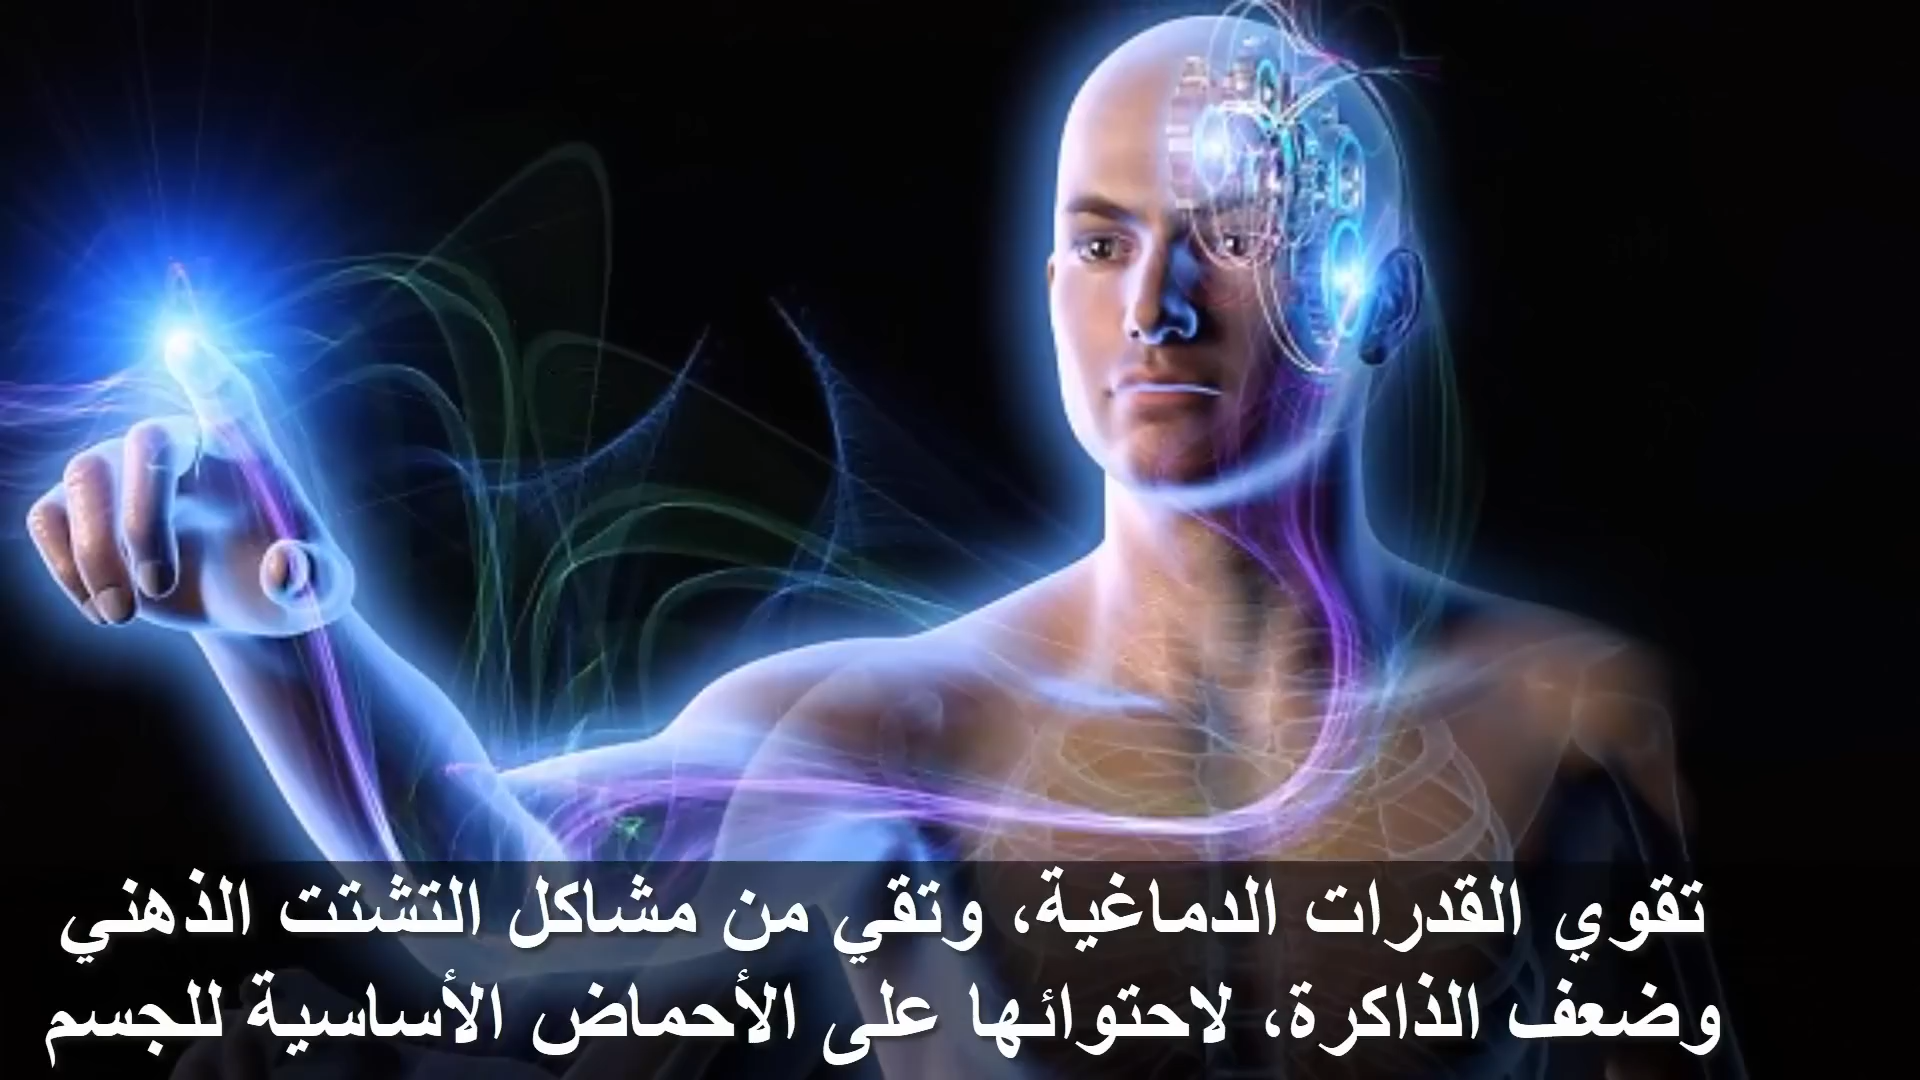 تقوي القدرات الدماغية، وتقي من مشاكل التشتت الذهني
وضعف الذاكرة، لاحتوائها على الأحماض الأساسية للجسم